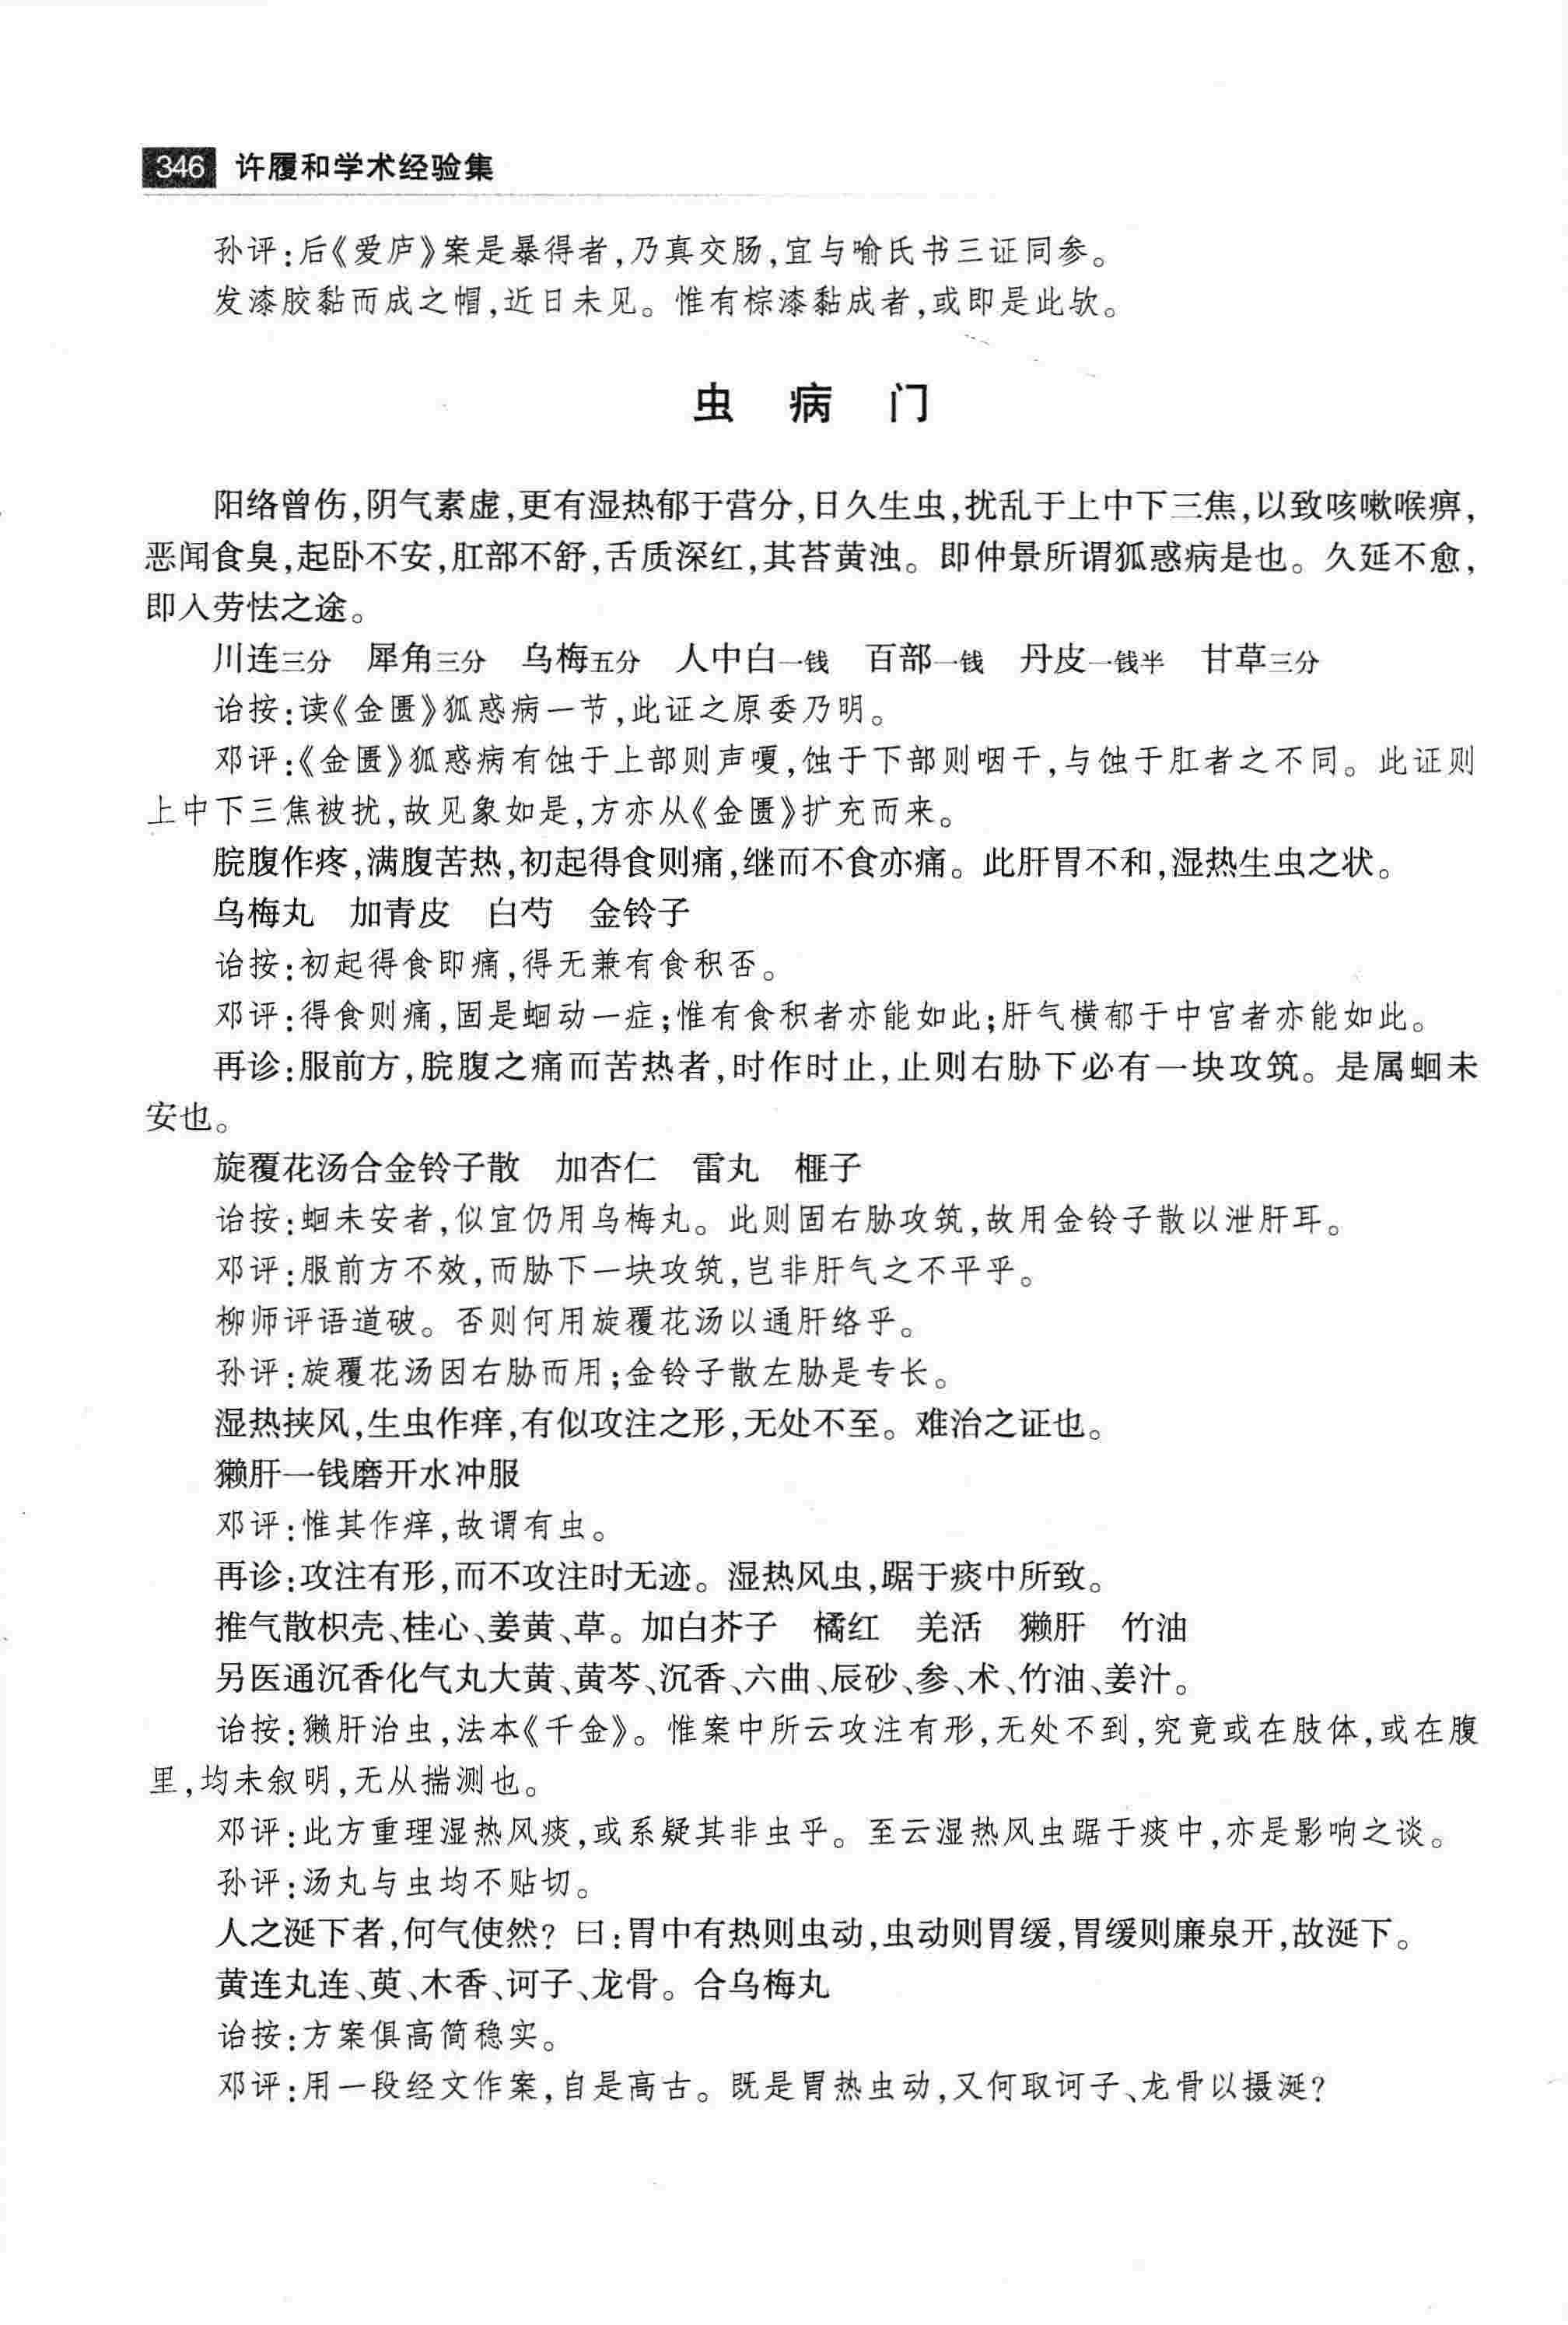 346 许履和学术经验集
孙评:后《爱庐》案是暴得者,乃真交肠,宜与喻氏书三证同参。
发漆胶黏而成之帽,近日未见。惟有棕漆黏成者,或即是此欤。
虫病门
阳络曾伤,阴气素虚,更有湿热郁于营分,日久生虫,扰乱于上中下三焦,以致咳嗽喉痹,
恶闻食臭,起卧不安,肛部不舒,舌质深红,其苔黄浊。即仲景所谓狐惑病是也。久延不愈,
即入劳怯之途。
川连三分 犀角三分 乌梅五分 人中白一钱 百部一钱 丹皮一钱半 甘草三分
诒按:读《金匮》狐惑病一节,此证之原委乃明。
邓评:《金匮》狐惑病有蚀于上部则声嗄,蚀于下部则咽干,与蚀于肛者之不同。此证则
上中下三焦被扰,故见象如是,方亦从《金匮》扩充而来。
脘腹作疼,满腹苦热,初起得食则痛,继而不食亦痛。此肝胃不和,湿热生虫之状。
乌梅丸 加青皮 白芍 金铃子
诒按:初起得食即痛,得无兼有食积否。
邓评:得食则痛,固是蛔动一症;惟有食积者亦能如此;肝气横郁于中宫者亦能如此。
再诊:服前方,脘腹之痛而苦热者,时作时止,止则右胁下必有一块攻筑。是属蛔未
安也。
旋覆花汤合金铃子散 加杏仁 雷丸 榧子
诒按:蛔未安者,似宜仍用乌梅丸。此则固右胁攻筑,故用金铃子散以泄肝耳。
邓评:服前方不效,而胁下一块攻筑,岂非肝气之不平乎。
柳师评语道破。否则何用旋覆花汤以通肝络乎。
孙评:旋覆花汤因右胁而用;金铃子散左胁是专长。
湿热挟风,生虫作痒,有似攻注之形,无处不至。难治之证也。
獭肝一钱磨开水冲服
邓评:惟其作痒,故谓有虫。
再诊:攻注有形,而不攻注时无迹。湿热风虫,踞于痰中所致。
推气散枳壳、桂心、姜黄、草。加白芥子 橘红 羌活 獭肝 竹油
另医通沉香化气丸大黄、黄芩、沉香、六曲、辰砂、参、术、竹油、姜汁。
诒按:獭肝治虫,法本《千金》。惟案中所云攻注有形,无处不到,究竟或在肢体,或在腹
里,均未叙明,无从揣测也。
邓评:此方重理湿热风痰,或系疑其非虫乎。至云湿热风虫踞于痰中,亦是影响之谈。
孙评:汤丸与虫均不贴切。
人之涎下者,何气使然?曰:胃中有热则虫动,虫动则胃缓,胃缓则廉泉开,故涎下。
黄连丸连、萸、木香、诃子、龙骨。合乌梅丸
诒按:方案俱高简稳实。
邓评:用一段经文作案,自是高古。既是胃热虫动,又何取诃子、龙骨以摄涎?